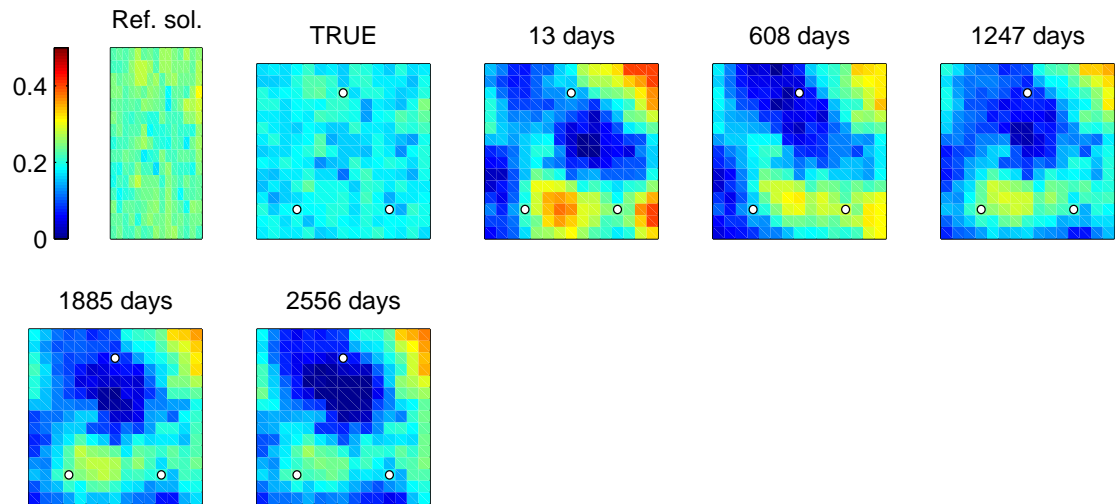 Ref. sol.
TRUE
13 days
608 days
1247 days
0.4
0.2
0
1885 days
2556 days